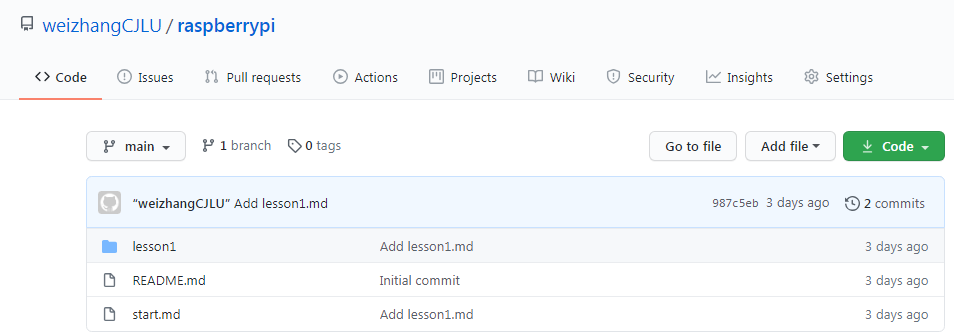 weizhangCJLU / raspberrypi
Code Issues Pull requests Actions Projects Wiki Security Insights Settings
main 1 branch 0 tags Go to file Add file Code
“weizhangCJLU” Add lesson1.md 987c5eb 3 days ago 2 commits
lesson1 Add lesson1.md 3 days ago
README.md Initial commit 3 days ago
start.md Add lesson1.md 3 days ago